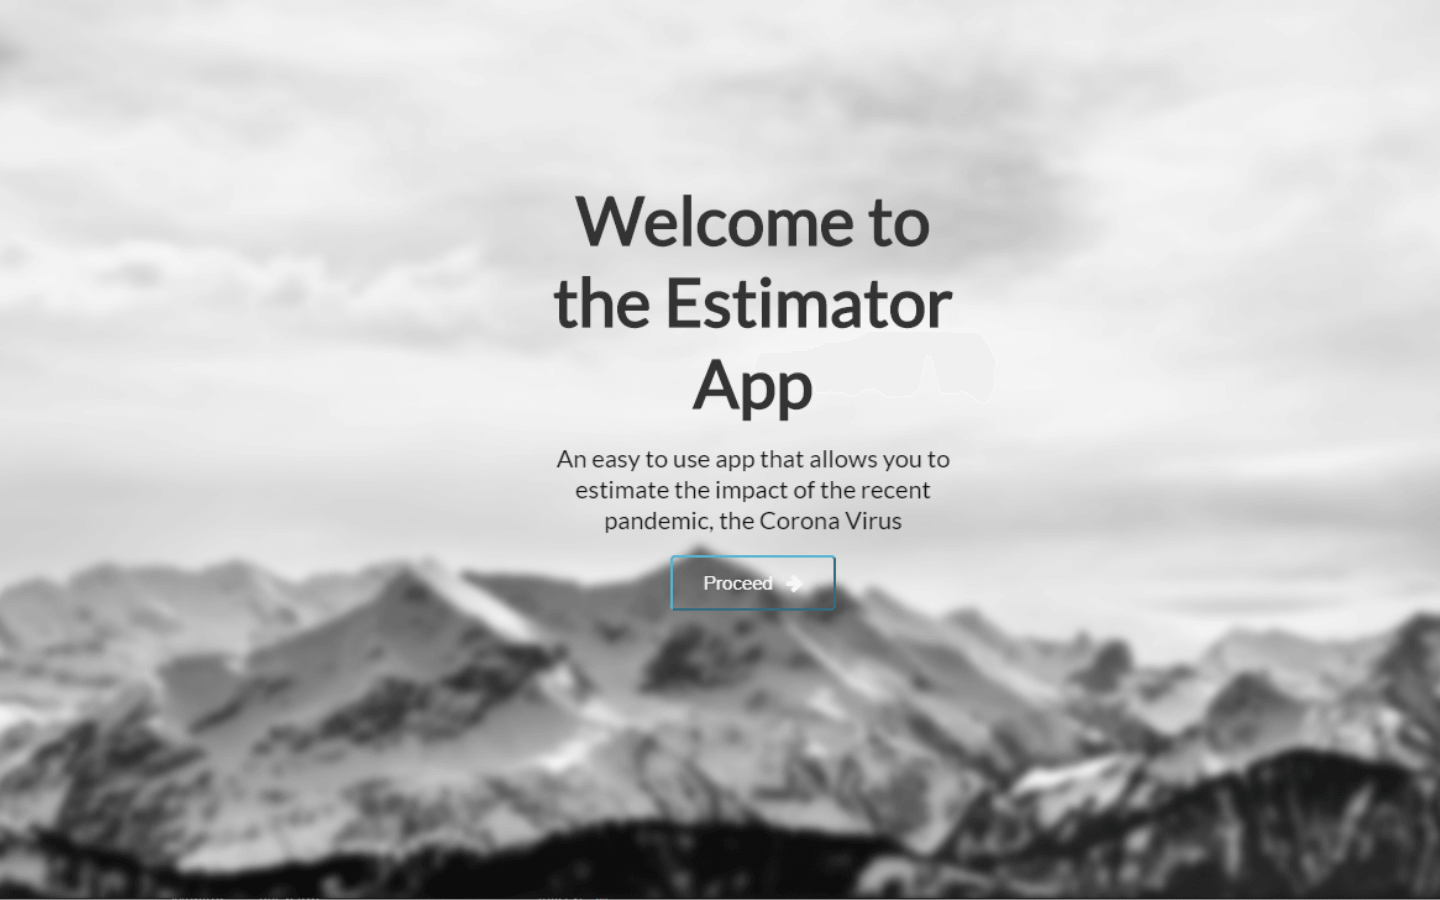 Welcome to
the Estimator
App
An easy to use app that allows you to
estimate the impact of the recent
pandemic, the Corona Virus
Proceed